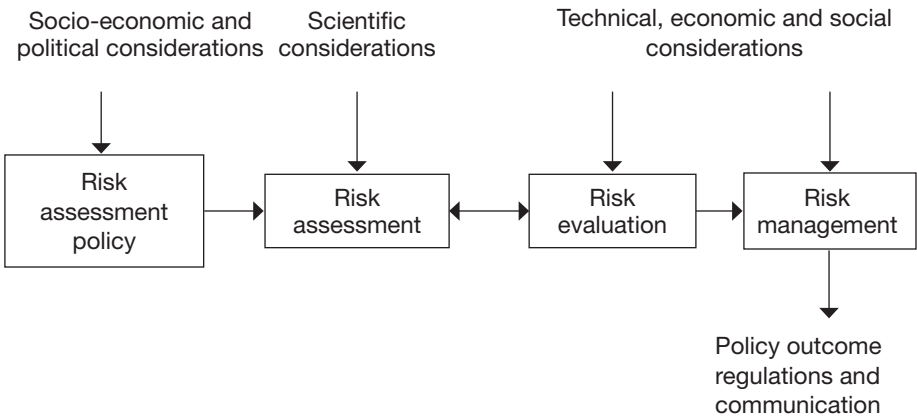 Socio-economic and
political considerations
Scientific
considerations
Technical, economic and social
considerations
Risk
assessment
policy
Risk
assessment
Risk
evaluation
Risk
management
Policy outcome
regulations and
communication